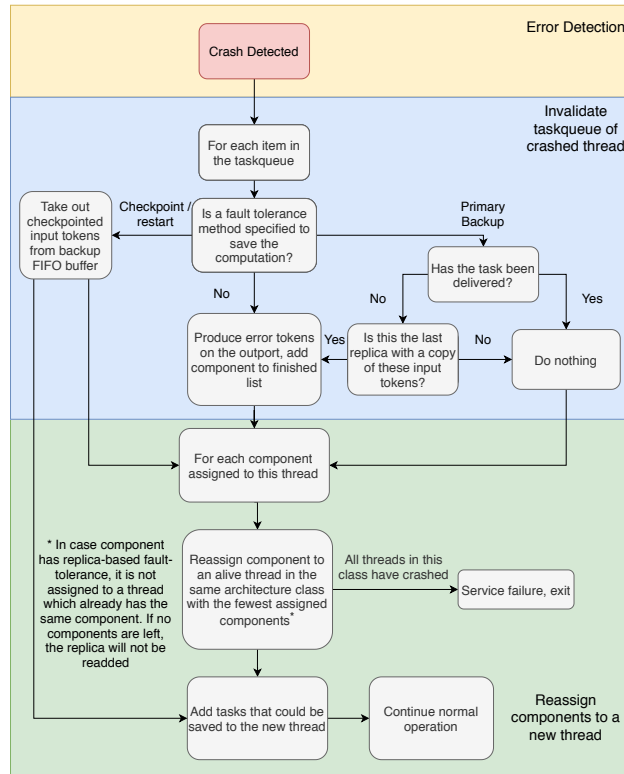 Error Detection
Crash Detected
Invalidate
taskqueue of
crashed thread
For each item in
the taskqueue
Take out
checkpointed
input tokens
from backup
FIFO buffer
Checkpoint /
restart
Is a fault tolerance
method specified to
save the
computation?
Primary
Backup
Has the task been
delivered?
No
No
Yes
Produce error tokens
on the outport, add
component to finished
list
Yes
Is this the last
replica with a copy
of these input
tokens?
No
Do nothing
For each component
assigned to this thread
* In case component
has replica-based fault-
tolerance, it is not
assigned to a thread
which already has the
same component. If no
components are left,
the replica will not be
readded
Reassign component to
an alive thread in the
same architecture class
with the fewest assigned
components*
All threads in this
class have crashed
Service failure, exit
Add tasks that could be
saved to the new thread
Continue normal
operation
Reassign
components to a
new thread